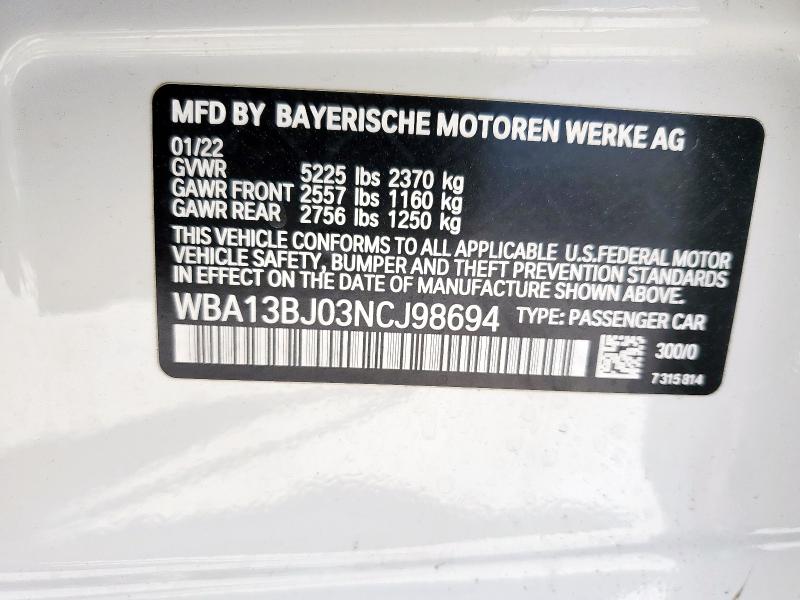 MFD BY BAYERISCHE MOTOREN WERKE AG
01/22
GVWR 5225 lbs 2370 kg
GAWR FRONT 2557 lbs 1160 kg
GAWR REAR 2756 lbs 1250 kg
THIS VEHICLE CONFORMS TO ALL APPLICABLE U.S.FEDERAL MOTOR
VEHICLE SAFETY, BUMPER AND THEFT PREVENTION STANDARDS
IN EFFECT ON THE DATE OF MANUFACTURE SHOWN ABOVE.
WBA13BJ03NCJ98694 TYPE: PASSENGER CAR
300/0
7315814